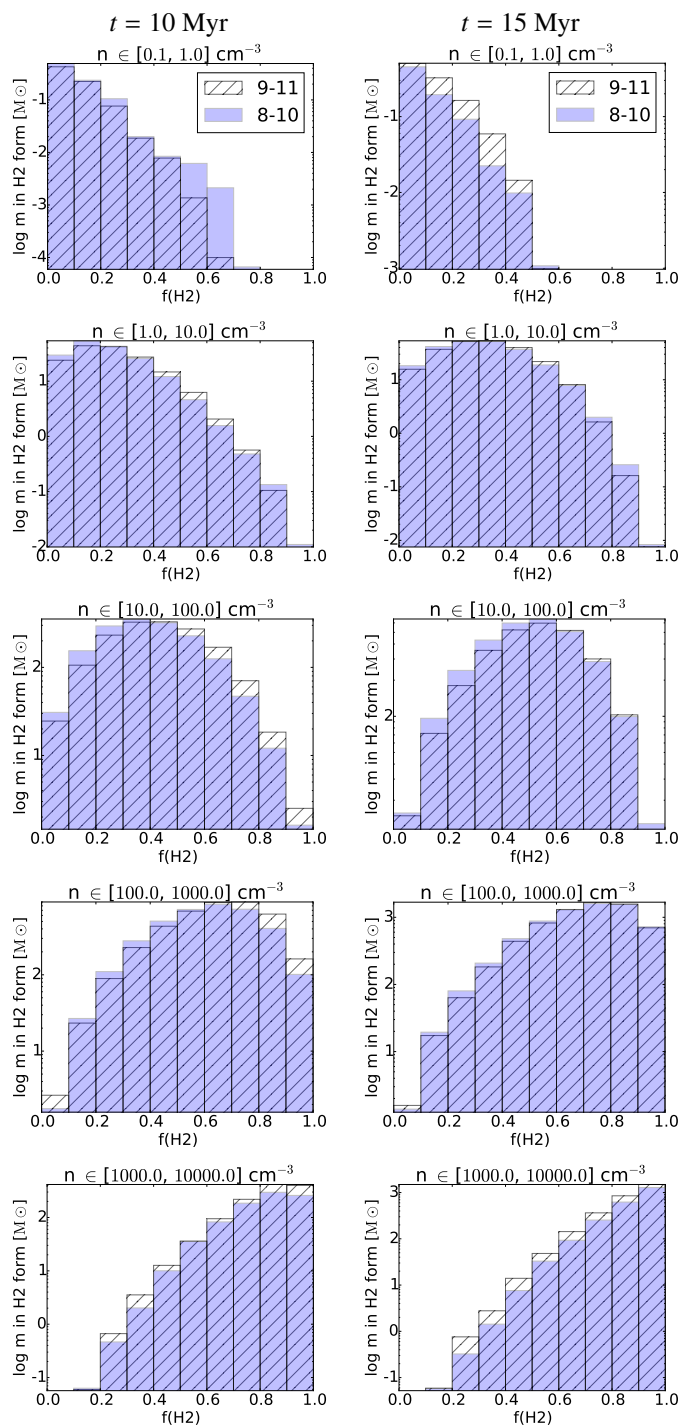 t = 10 Myr
t = 15 Myr
n ∈ [0.1, 1.0] cm⁻³
9-11
8-10
log m in H2 form [M⊙]
-1
-2
-3
-4
0.0 0.2 0.4 0.6 0.8 1.0
f(H2)
n ∈ [0.1, 1.0] cm⁻³
9-11
8-10
log m in H2 form [M⊙]
-1
-2
-3
0.0 0.2 0.4 0.6 0.8 1.0
f(H2)
n ∈ [1.0, 10.0] cm⁻³
log m in H2 form [M⊙]
1
0
-1
-2
0.0 0.2 0.4 0.6 0.8 1.0
f(H2)
n ∈ [1.0, 10.0] cm⁻³
log m in H2 form [M⊙]
1
0
-1
-2
0.0 0.2 0.4 0.6 0.8 1.0
f(H2)
n ∈ [10.0, 100.0] cm⁻³
log m in H2 form [M⊙]
2
1
0.0 0.2 0.4 0.6 0.8 1.0
f(H2)
n ∈ [10.0, 100.0] cm⁻³
log m in H2 form [M⊙]
2
0.0 0.2 0.4 0.6 0.8 1.0
f(H2)
n ∈ [100.0, 1000.0] cm⁻³
log m in H2 form [M⊙]
2
1
0.0 0.2 0.4 0.6 0.8 1.0
f(H2)
n ∈ [100.0, 1000.0] cm⁻³
log m in H2 form [M⊙]
3
2
1
0.0 0.2 0.4 0.6 0.8 1.0
f(H2)
n ∈ [1000.0, 10000.0] cm⁻³
log m in H2 form [M⊙]
2
1
0
-1
0.0 0.2 0.4 0.6 0.8 1.0
f(H2)
n ∈ [1000.0, 10000.0] cm⁻³
log m in H2 form [M⊙]
3
2
1
0
-1
0.0 0.2 0.4 0.6 0.8 1.0
f(H2)